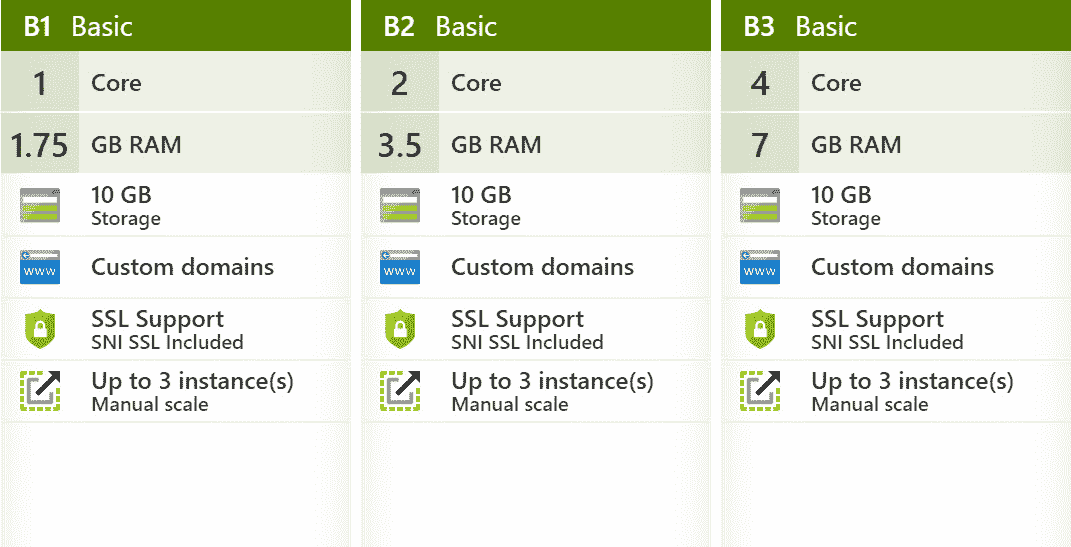 B1 Basic
1 Core
1.75 GB RAM
10 GB
Storage
www
Custom domains
SSL Support
SNI SSL Included
Up to 3 instance(s)
Manual scale
B2 Basic
2 Core
3.5 GB RAM
10 GB
Storage
www
Custom domains
SSL Support
SNI SSL Included
Up to 3 instance(s)
Manual scale
B3 Basic
4 Core
7 GB RAM
10 GB
Storage
www
Custom domains
SSL Support
SNI SSL Included
Up to 3 instance(s)
Manual scale